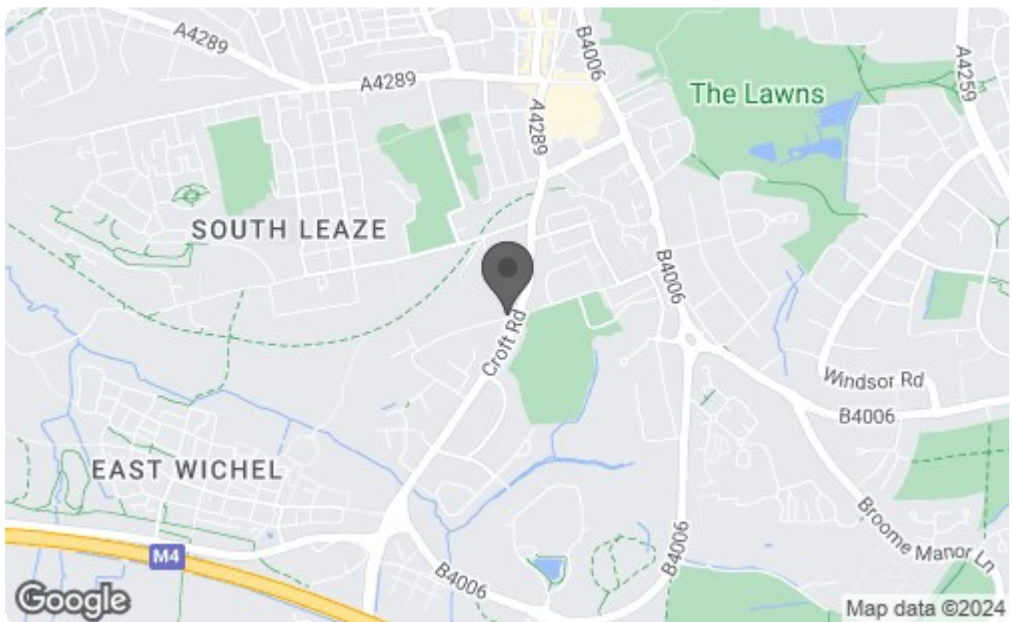 A4289
B4006
A4289
The Lawns
A4259
A4289
SOUTH LEAZE
B4006
Croft Rd
Windsor Rd
B4006
EAST WICHEL
Broome Manor Ln
M4
B4006
B4006
Google
Map data ©2024